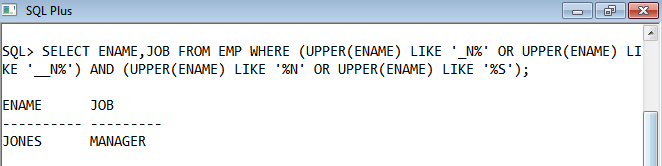 SQL Plus
SQL> SELECT ENAME,JOB FROM EMP WHERE (UPPER(ENAME) LIKE '_N%' OR UPPER(ENAME) LI
KE '__N%') AND (UPPER(ENAME) LIKE '%N' OR UPPER(ENAME) LIKE '%S');
ENAME      JOB
---------- ---------
JONES      MANAGER